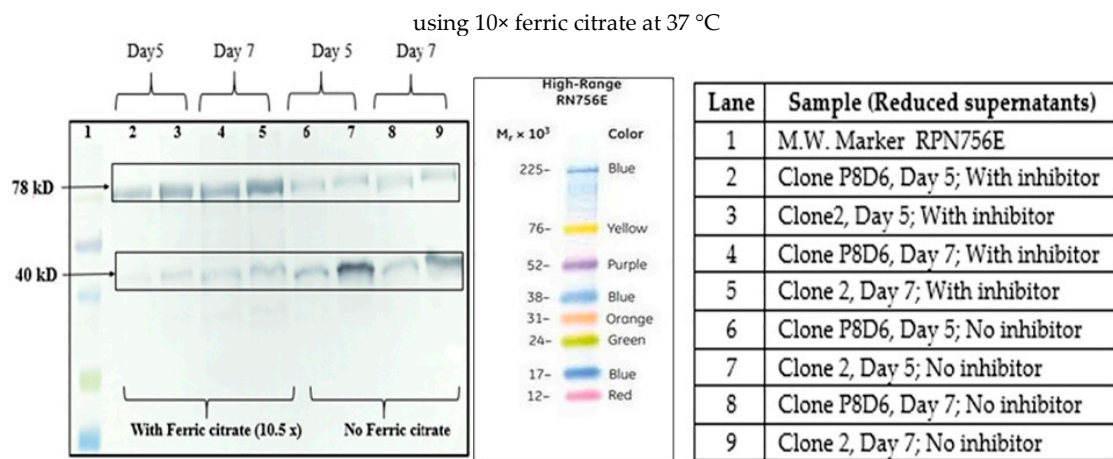 using 10× ferric citrate at 37 °C
Day5 Day 7 Day 5 Day 7
1 2 3 4 5 6 7 8 9
78 kD
40 kD
With Ferric citrate (10.5 x) No Ferric citrate
High-Range
RN756E
Mr × 10³ Color
225- Blue
76- Yellow
52- Purple
38- Blue
31- Orange
24- Green
17- Blue
12- Red
Lane Sample (Reduced supernatants)
1 M.W. Marker RPN756E
2 Clone P8D6, Day 5; With inhibitor
3 Clone2, Day 5; With inhibitor
4 Clone P8D6, Day 7; With inhibitor
5 Clone 2, Day 7; With inhibitor
6 Clone P8D6, Day 5; No inhibitor
7 Clone 2, Day 5; No inhibitor
8 Clone P8D6, Day 7; No inhibitor
9 Clone 2, Day 7; No inhibitor